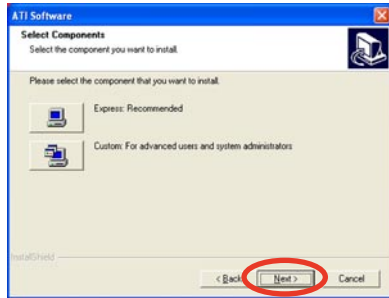 ATI Software
Select Components
Select the component you want to install.
Please select the component that you want to install.
Express: Recommended
Custom: For advanced users and system administrators
InstallShield
< Back
Next >
Cancel